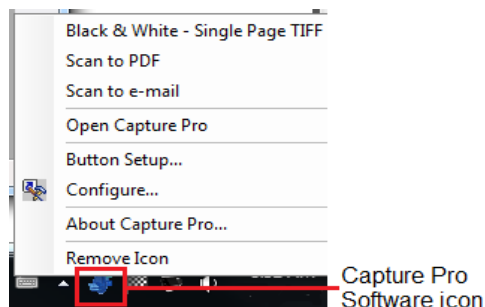 Black & White - Single Page TIFF
Scan to PDF
Scan to e-mail
Open Capture Pro
Button Setup...
Configure...
About Capture Pro...
Remove Icon
Capture Pro
Software icon